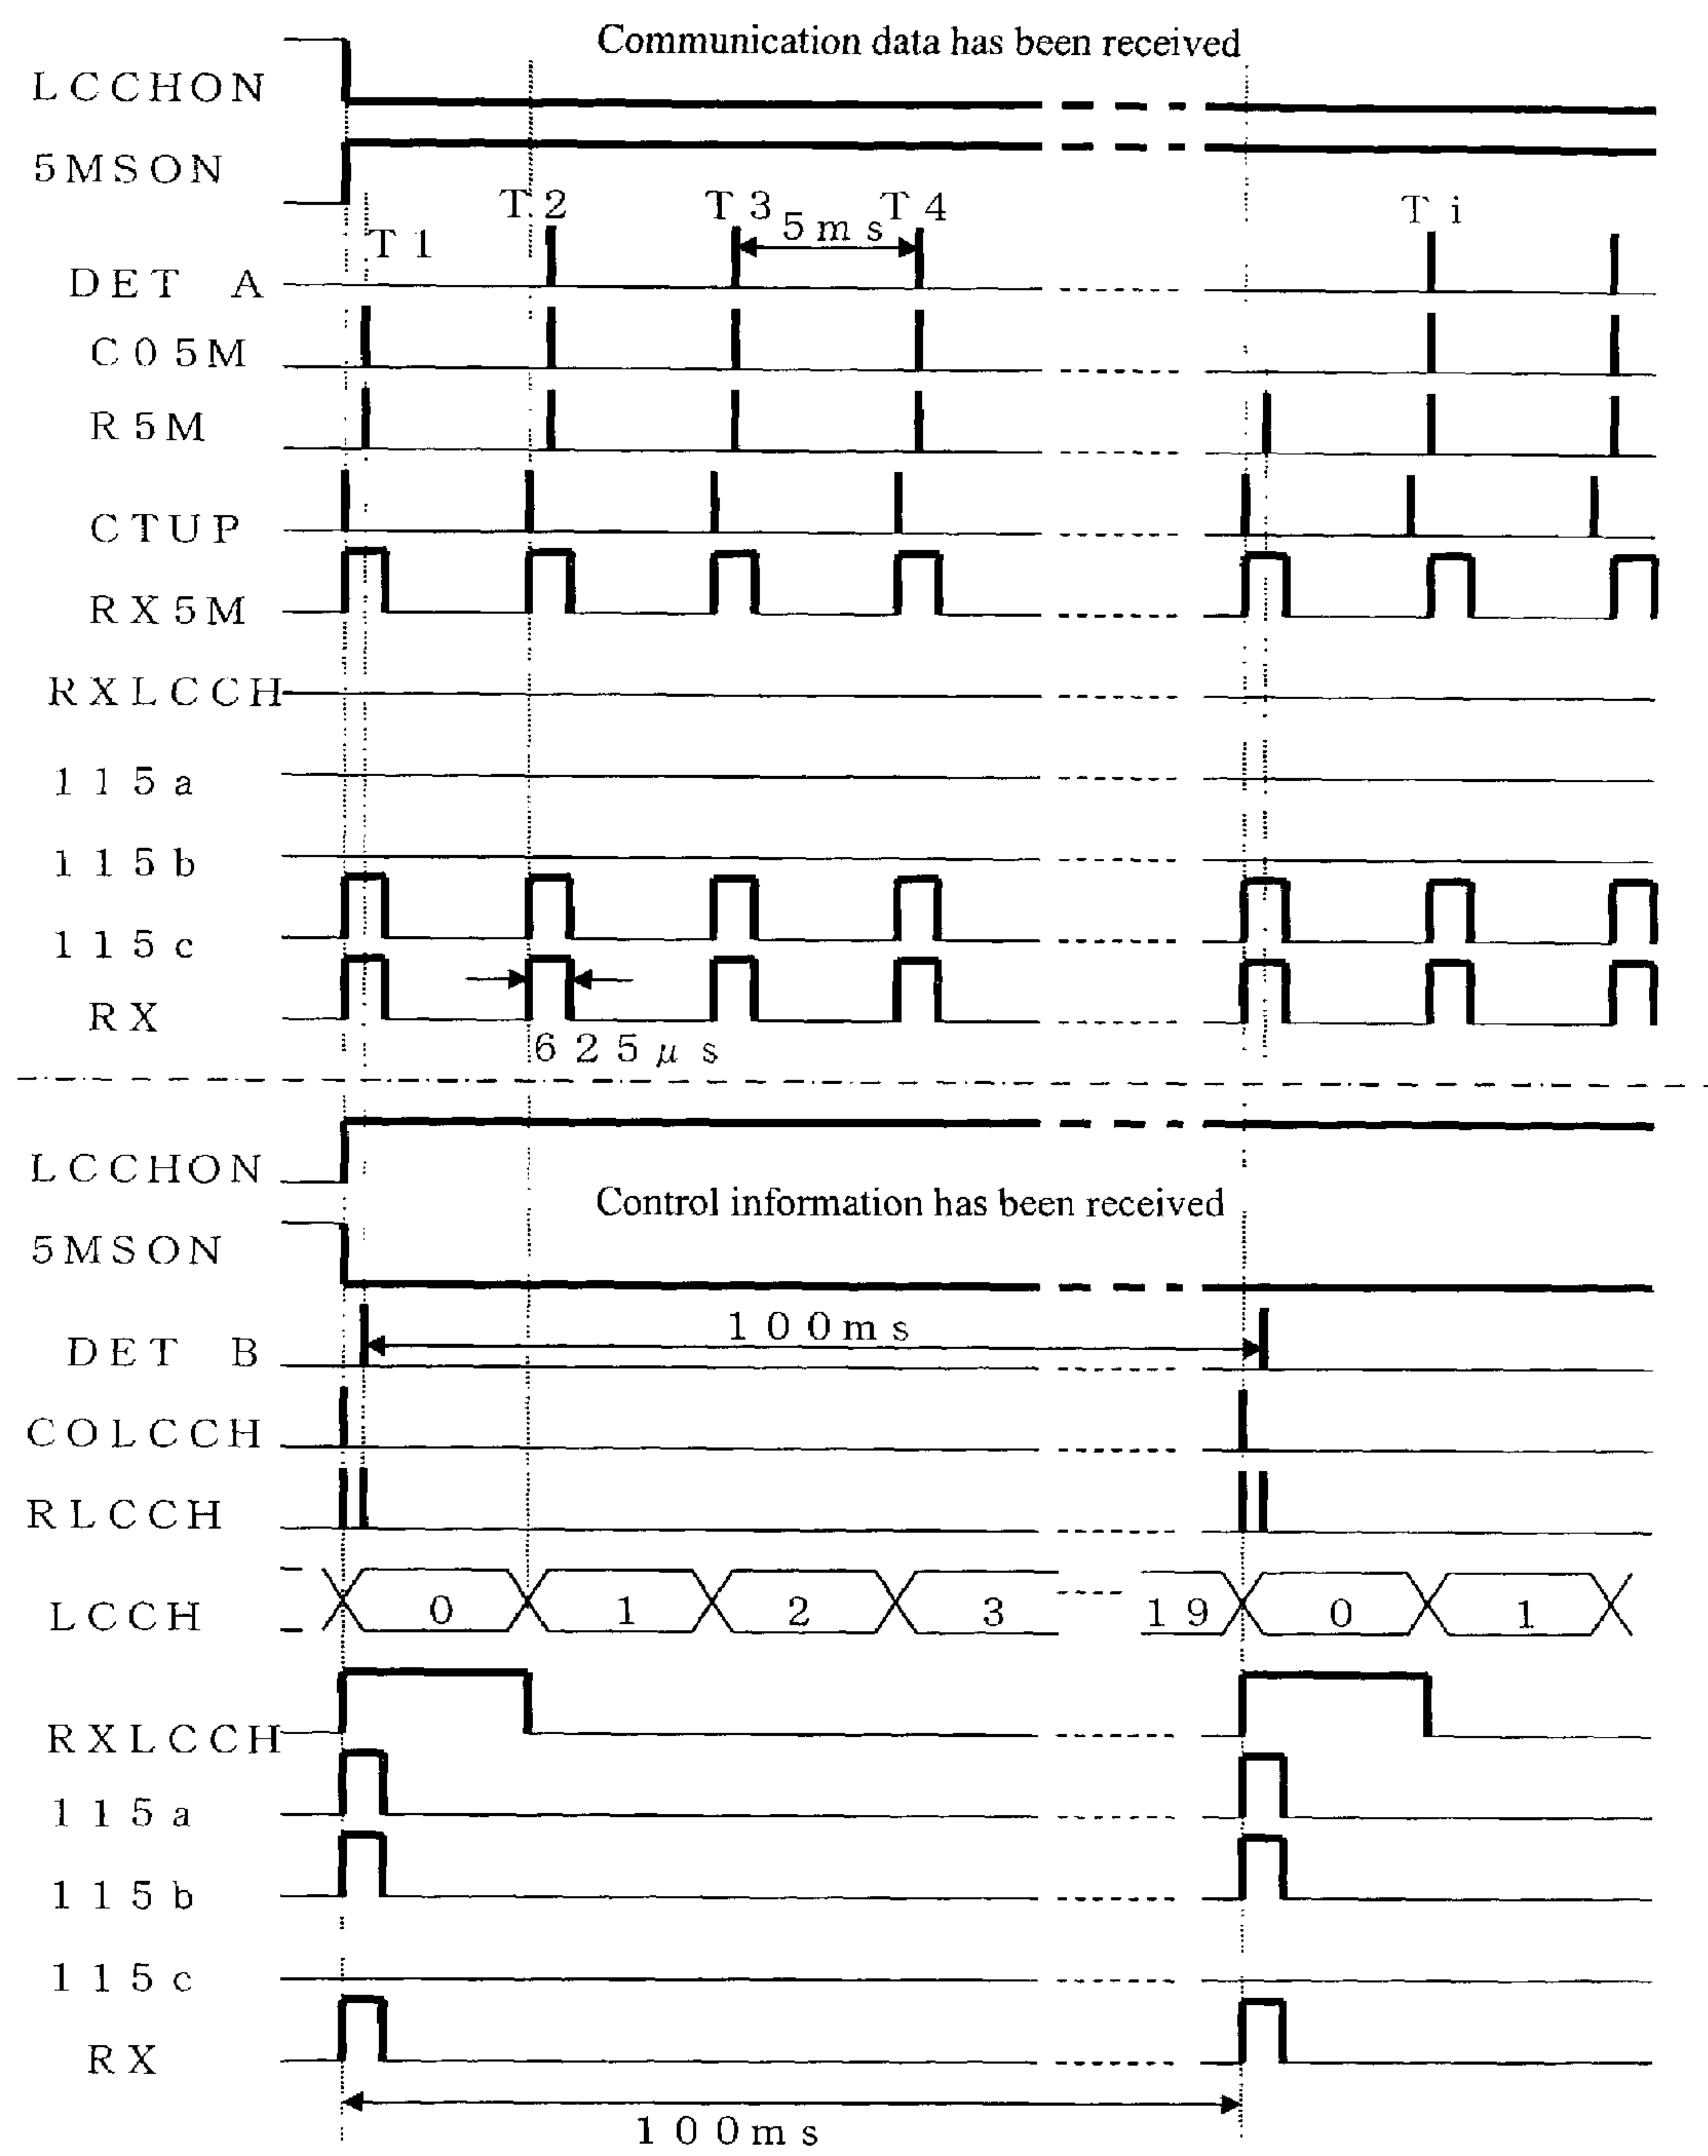 Communication data has been received
LCCHON
5MSON
T1
T2
T3
T4
Ti
5ms
DET A
C05M
R5M
CTUP
RX5M
RXLCCH
115a
115b
115c
RX
625μs
LCCHON
Control information has been received
5MSON
100ms
DET B
COLCCH
RLCCH
LCCH 0 1 2 3 19 0 1
RXLCCH
115a
115b
115c
RX
100ms